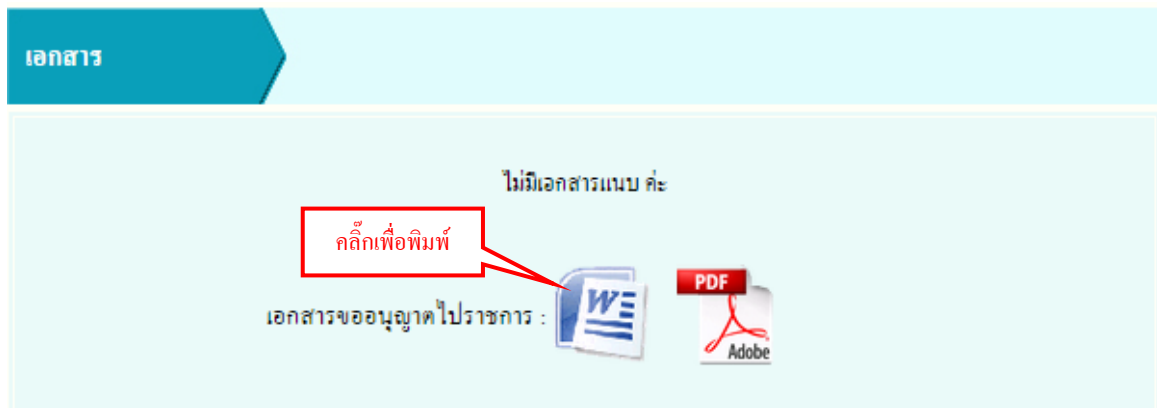 เอกสาร
ไม่มีเอกสารแนบ ค่ะ
คลิ๊กเพื่อพิมพ์
เอกสารขออนุญาตไปราชการ :
W
PDF
Adobe